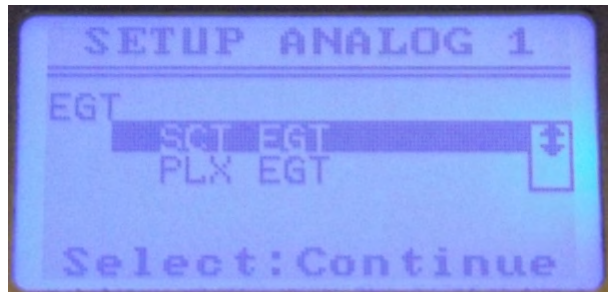 SETUP ANALOG 1
EGT
SCT EGT
PLX EGT
Select:Continue